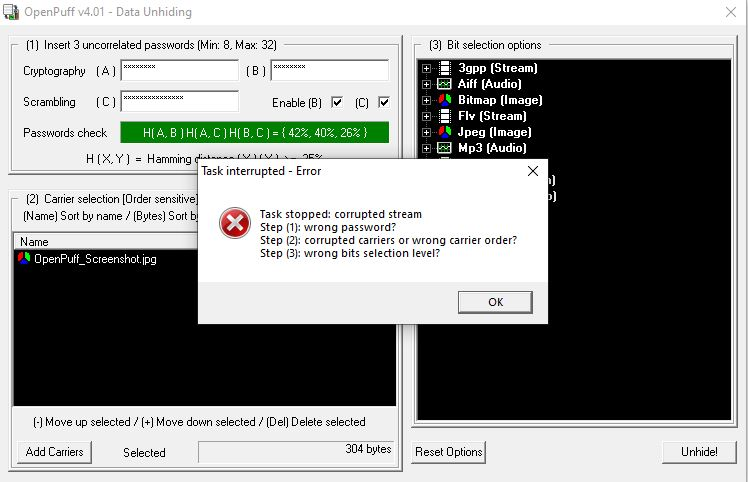 OpenPuff v4.01 - Data Unhiding
(1) Insert 3 uncorrelated passwords (Min: 8, Max: 32)
Cryptography (A) ******** (B) ********
Scrambling (C) ************** Enable (B) (C)
Passwords check H(A, B) H(A, C) H(B, C) = { 42%, 40%, 26% }
H (X, Y) = Hamming distance (X) (Y) >= 25%
(2) Carrier selection [Order sensitive]
(Name) Sort by name / (Bytes) Sort by
Name
OpenPuff_Screenshot.jpg
(-) Move up selected / (+) Move down selected / (Del) Delete selected
Add Carriers Selected 304 bytes
(3) Bit selection options
3gpp (Stream)
Aiff (Audio)
Bitmap (Image)
Flv (Stream)
Jpeg (Image)
Mp3 (Audio)
Reset Options Unhide!
Task interrupted - Error
Task stopped: corrupted stream
Step (1): wrong password?
Step (2): corrupted carriers or wrong carrier order?
Step (3): wrong bits selection level?
OK